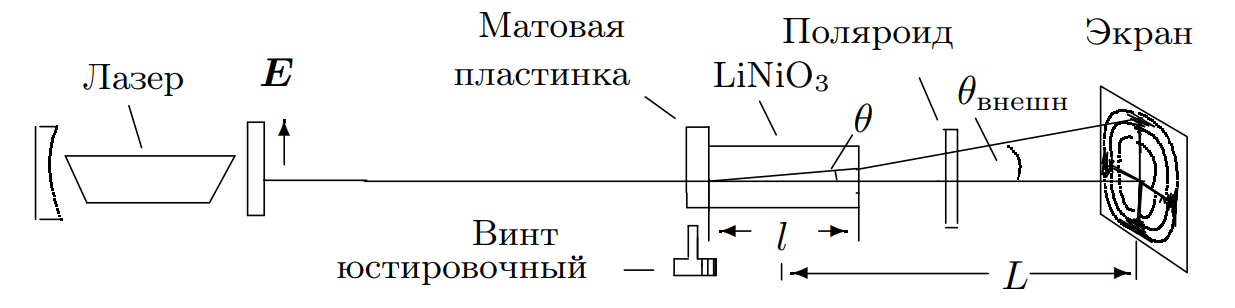 Матовая
пластинка
Поляроид
Экран
Лазер
E
LiNiO₃
θ
θвнешн
Винт
юстировочный
l
L